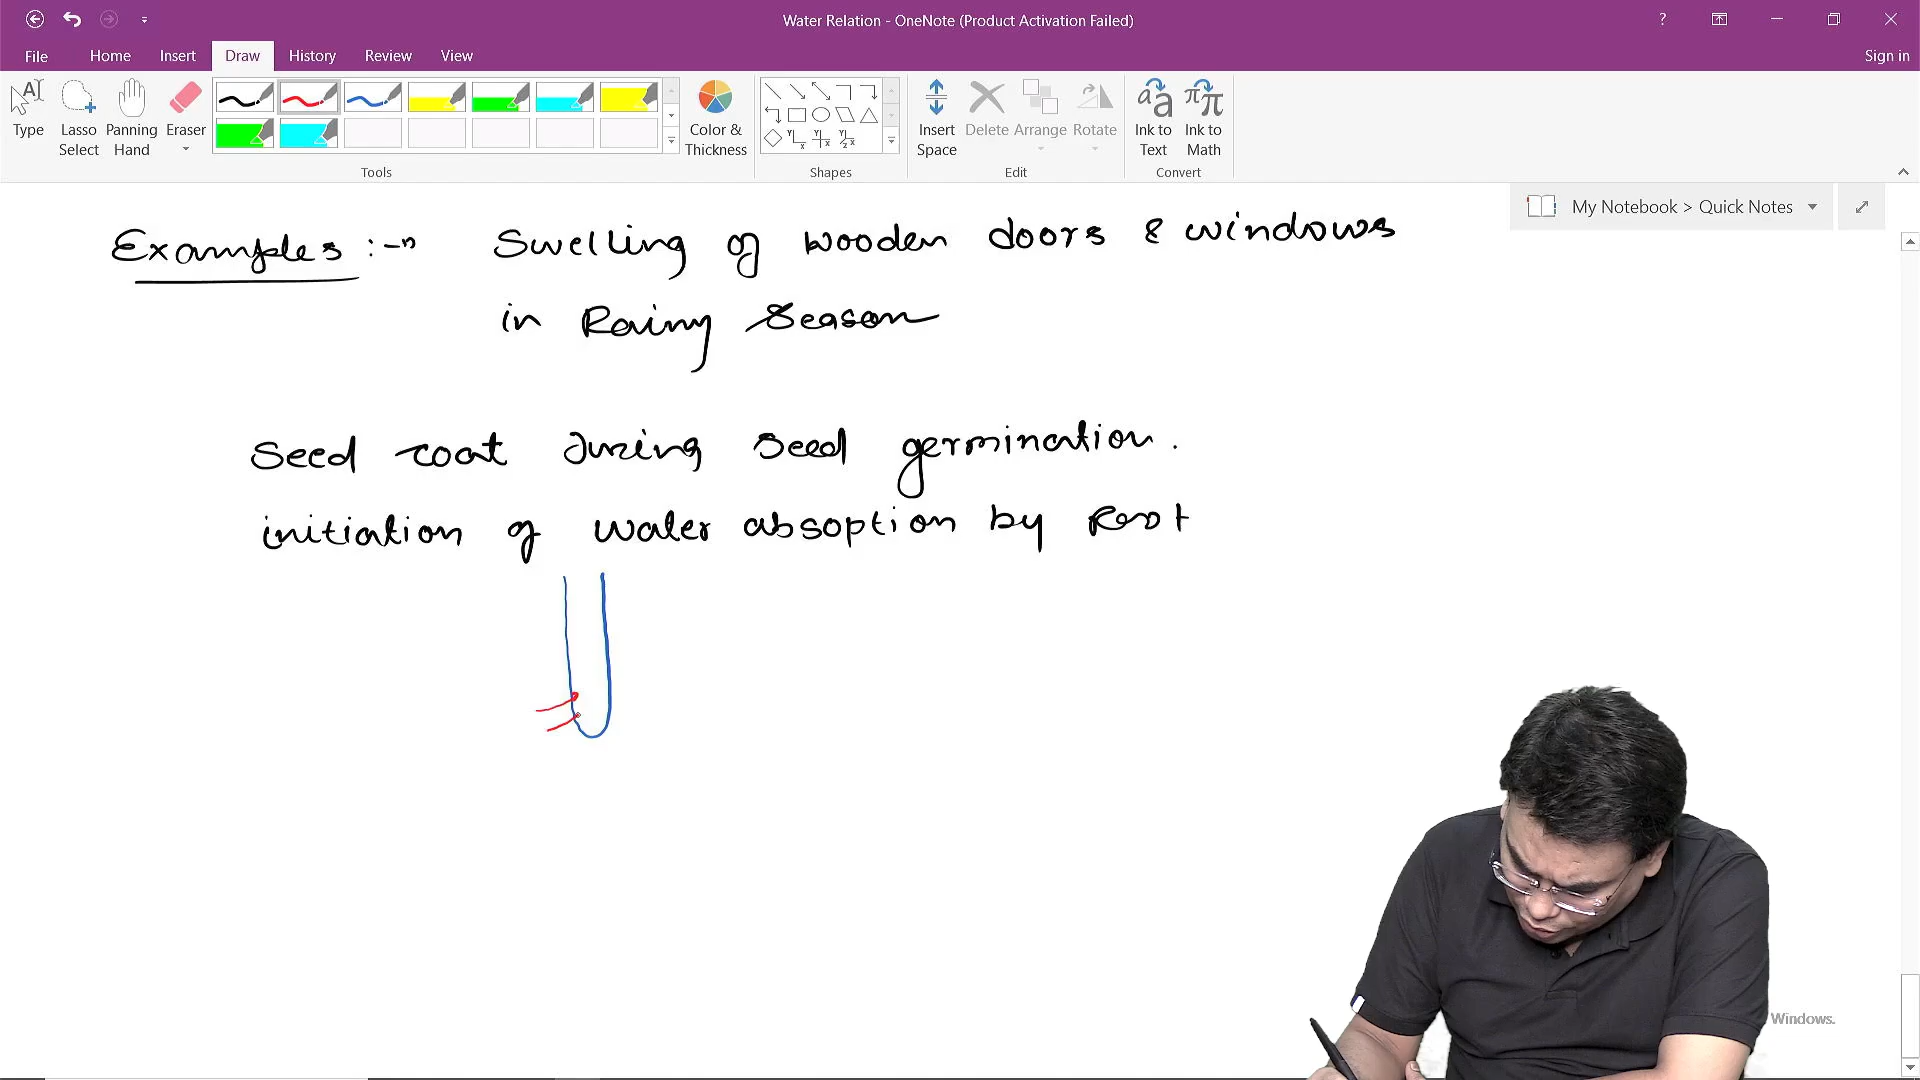 Water Relation - OneNote (Product Activation Failed)
?
File Home Insert Draw History Review View
Sign in
Type
Lasso Select
Panning Hand
Eraser
Color & Thickness
Insert Space
Delete
Arrange
Rotate
Ink to Text
Ink to Math
Tools
Shapes
Edit
Convert
My Notebook > Quick Notes
Examples :-
Swelling of wooden doors & windows
in Rainy Season
Seed coat during seed germination.
initiation of water absoption by Root
Windows.